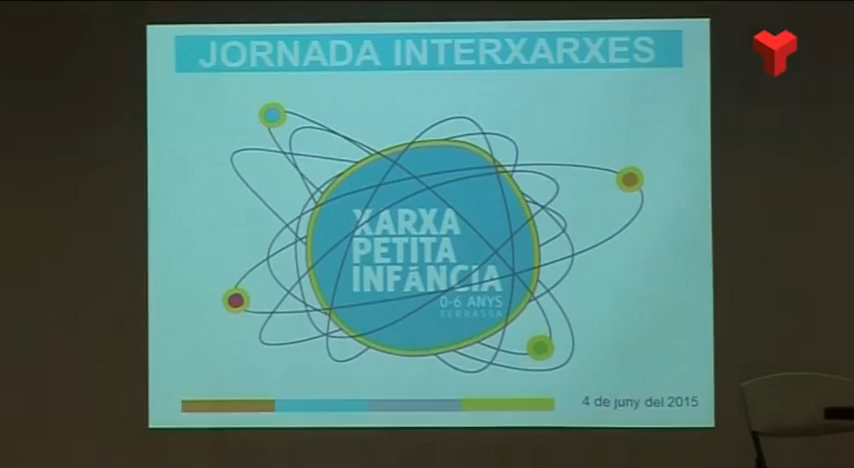 JORNADA INTERXARXES
XARXA
PETITA
INFÀNCIA
0-6 ANYS
TERRASSA
4 de juny del 2015